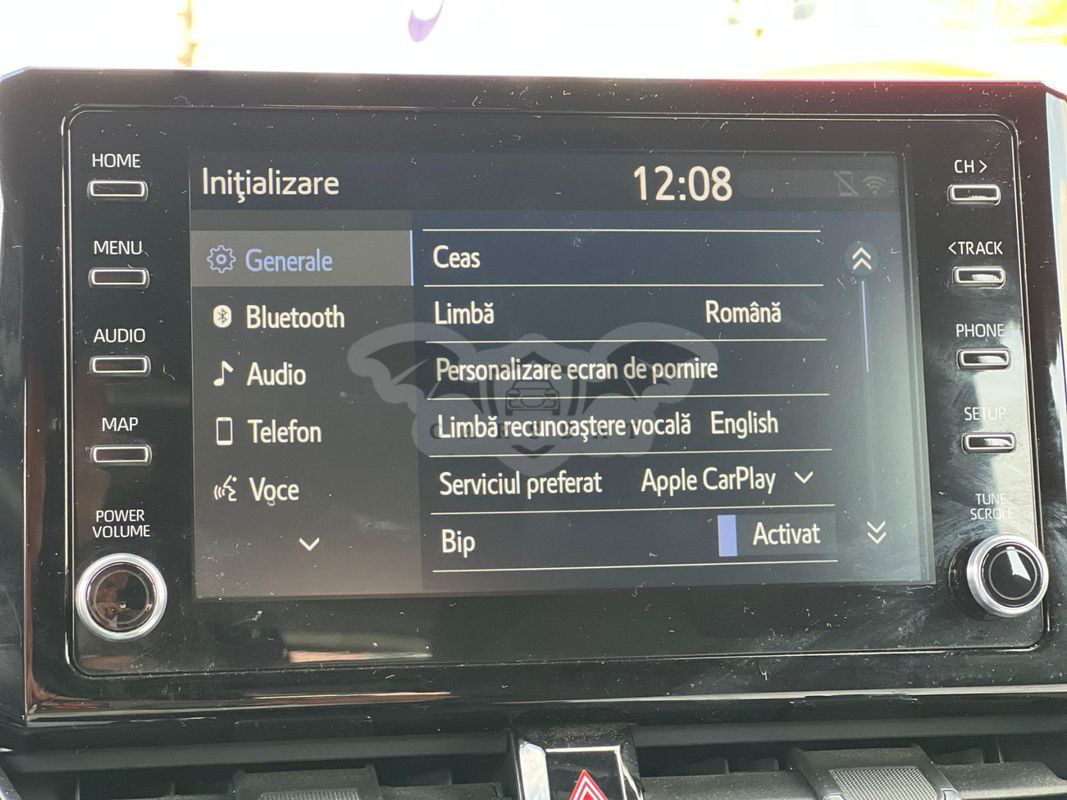 HOME
MENU
AUDIO
MAP
POWER
VOLUME
Iniţializare
12:08
Generale
Bluetooth
Audio
Telefon
Voce
Ceas
Limbă Română
Personalizare ecran de pornire
Limbă recunoaştere vocală English
Serviciul preferat Apple CarPlay
Bip Activat
CH >
< TRACK
PHONE
SETUP
TUNE
SCROLL